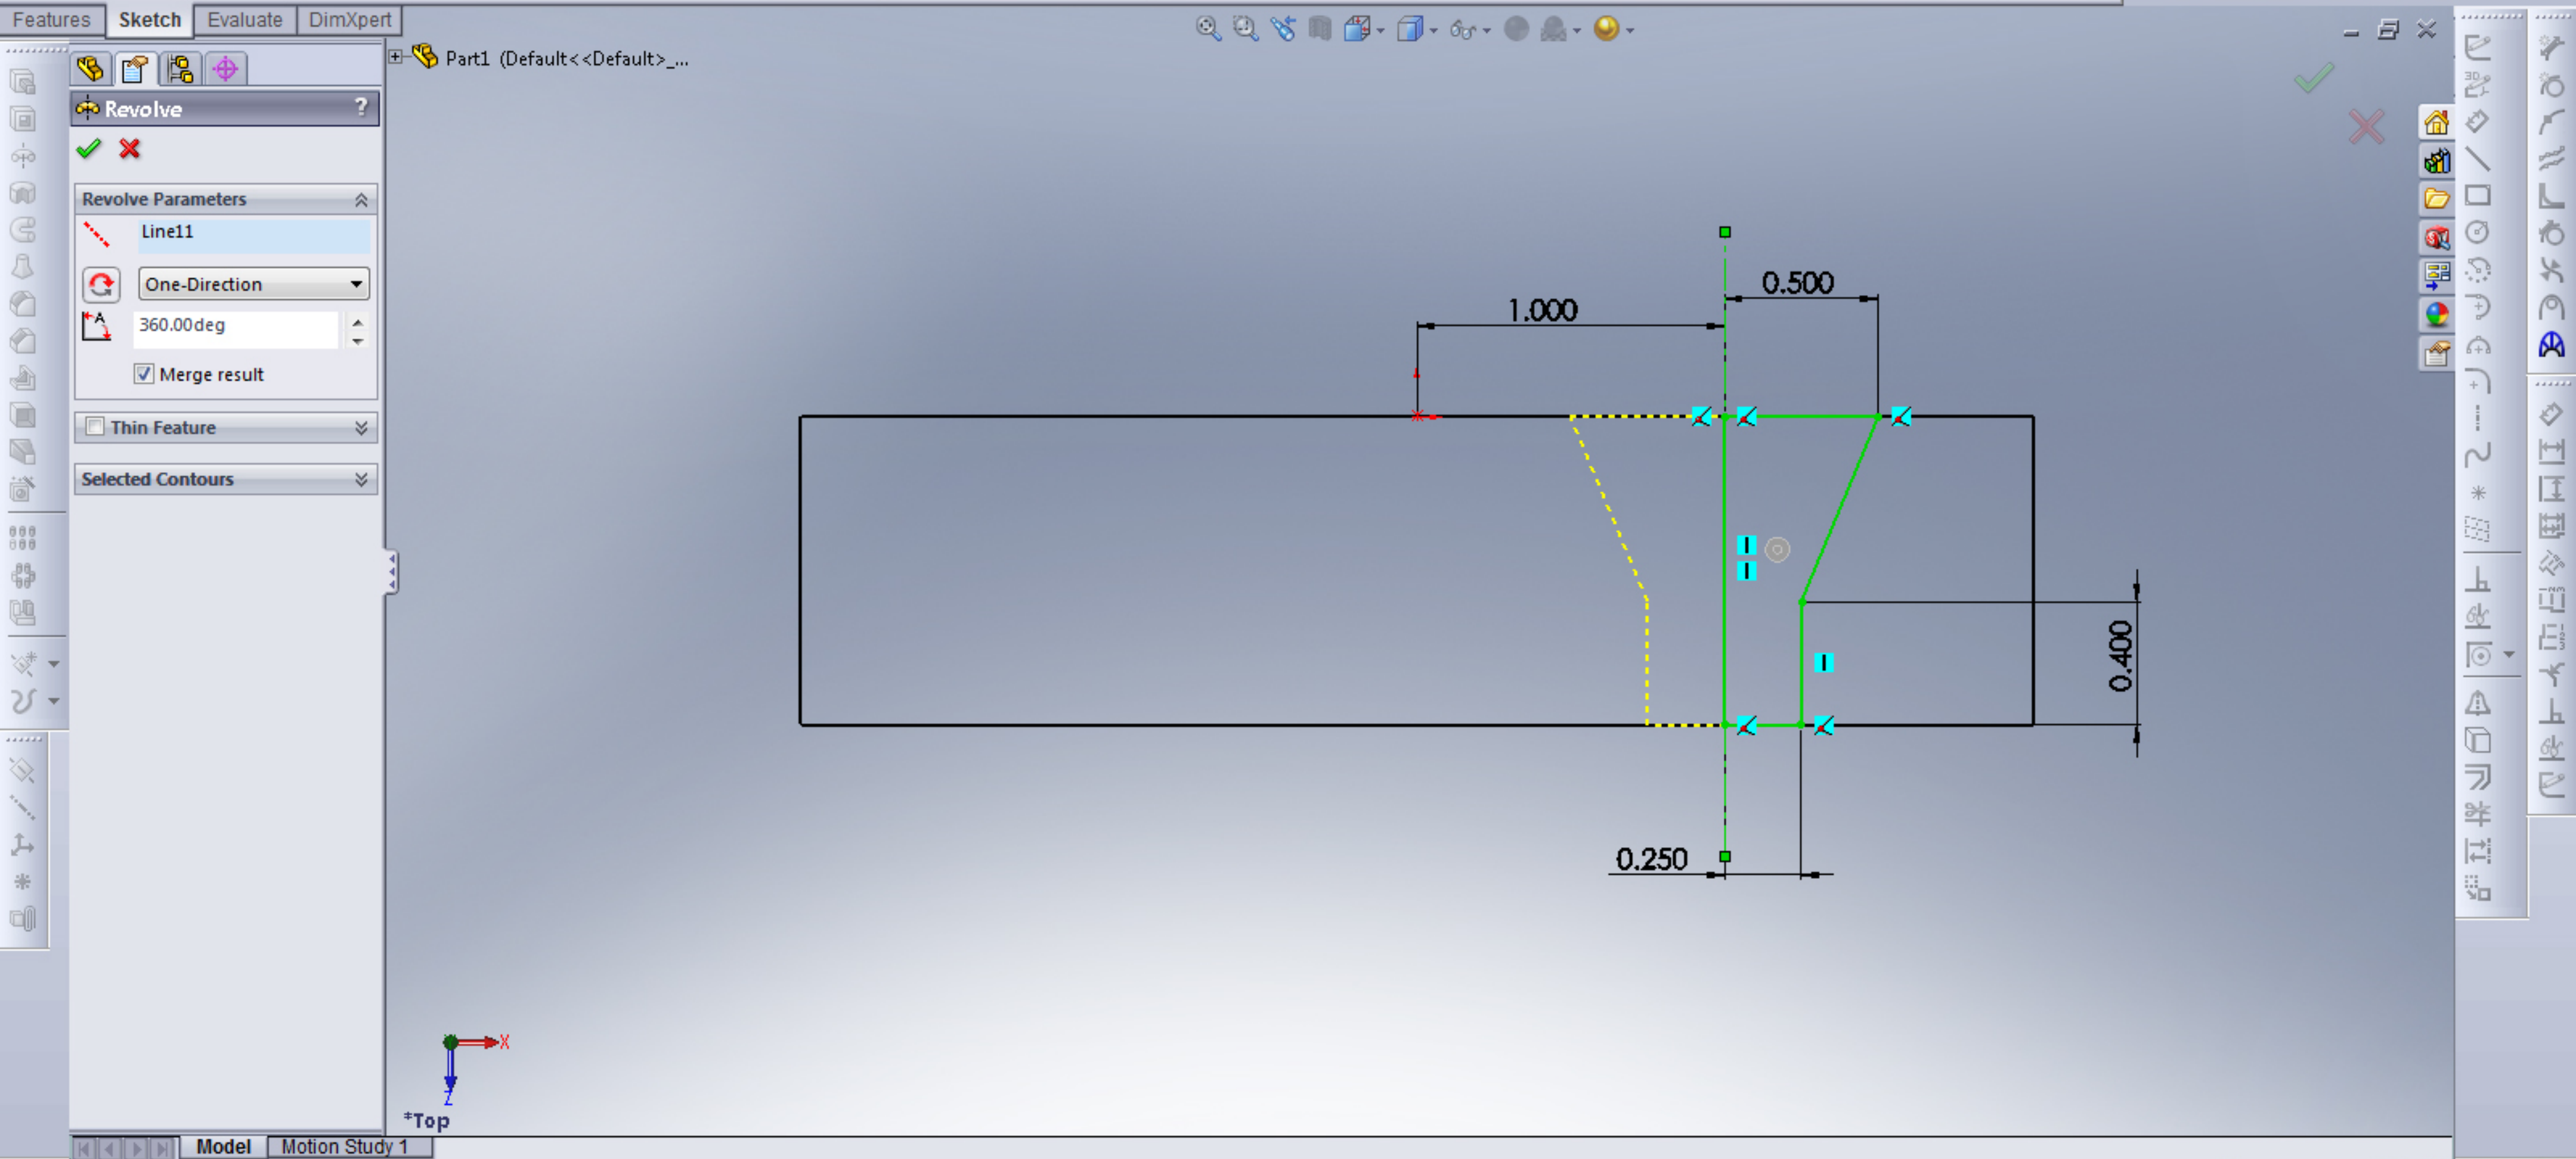 Features Sketch Evaluate DimXpert
Part1 (Default<<Default>_...
Revolve ?
Revolve Parameters
Line11
One-Direction
360.00deg
Merge result
Thin Feature
Selected Contours
0.500
1.000
0.400
0.250
X
Z
*Top
Model Motion Study 1